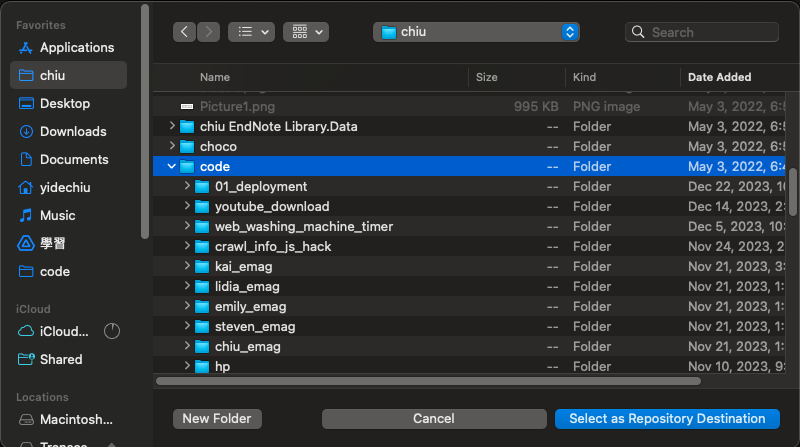 Favorites
Applications
chiu
Desktop
Downloads
Documents
yidechiu
Music
學習
code
iCloud
iCloud...
Shared
Locations
Macintosh...
chiu
Search
Name Size Kind Date Added
Picture1.png 995 KB PNG image May 3, 2022, 6:5
chiu EndNote Library.Data -- Folder May 3, 2022, 6:5
choco -- Folder May 3, 2022, 6:5
code -- Folder May 3, 2022, 6:4
01_deployment -- Folder Dec 22, 2023, 10
youtube_download -- Folder Dec 14, 2023, 2:
web_washing_machine_timer -- Folder Dec 5, 2023, 10:
crawl_info_js_hack -- Folder Nov 24, 2023, 2
kai_emag -- Folder Nov 21, 2023, 3:
lidia_emag -- Folder Nov 21, 2023, 1:
emily_emag -- Folder Nov 21, 2023, 1:
steven_emag -- Folder Nov 21, 2023, 1:
chiu_emag -- Folder Nov 21, 2023, 1:
hp -- Folder Nov 10, 2023, 9:
New Folder Cancel Select as Repository Destination